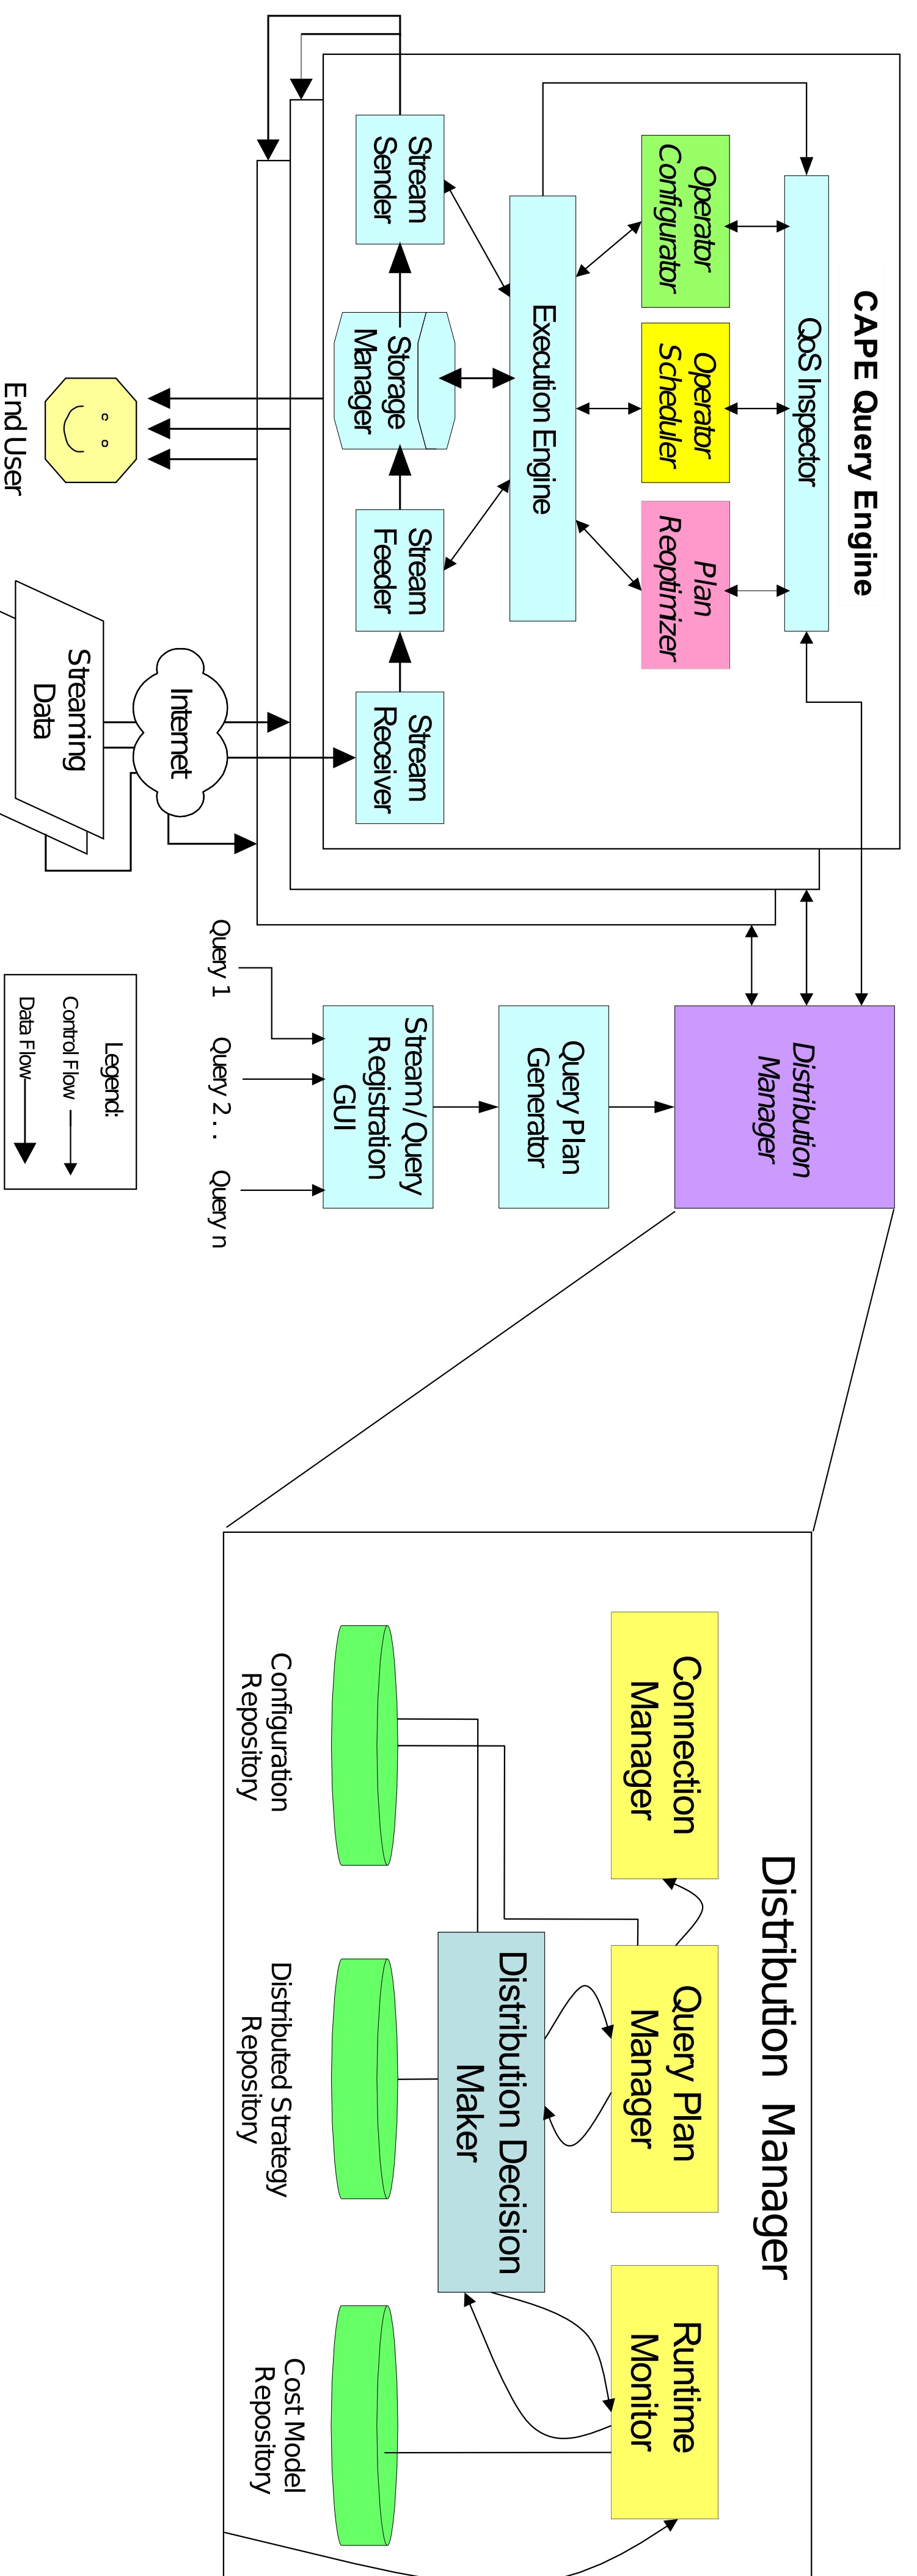 CAPE Query Engine
QoS Inspector
Operator
Configurator
Operator
Scheduler
Plan
Reoptimizer
Execution Engine
Stream
Sender
Storage
Manager
Stream
Feeder
Stream
Receiver
End User
Internet
Streaming
Data
Distribution
Manager
Query Plan
Generator
Stream/Query
Registration
GUI
Query 1
Query 2 . .
Query n
Legend:
Control Flow
Data Flow
Distribution Manager
Connection
Manager
Query Plan
Manager
Runtime
Monitor
Distribution Decision
Maker
Configuration
Repository
Distributed Strategy
Repository
Cost Model
Repository